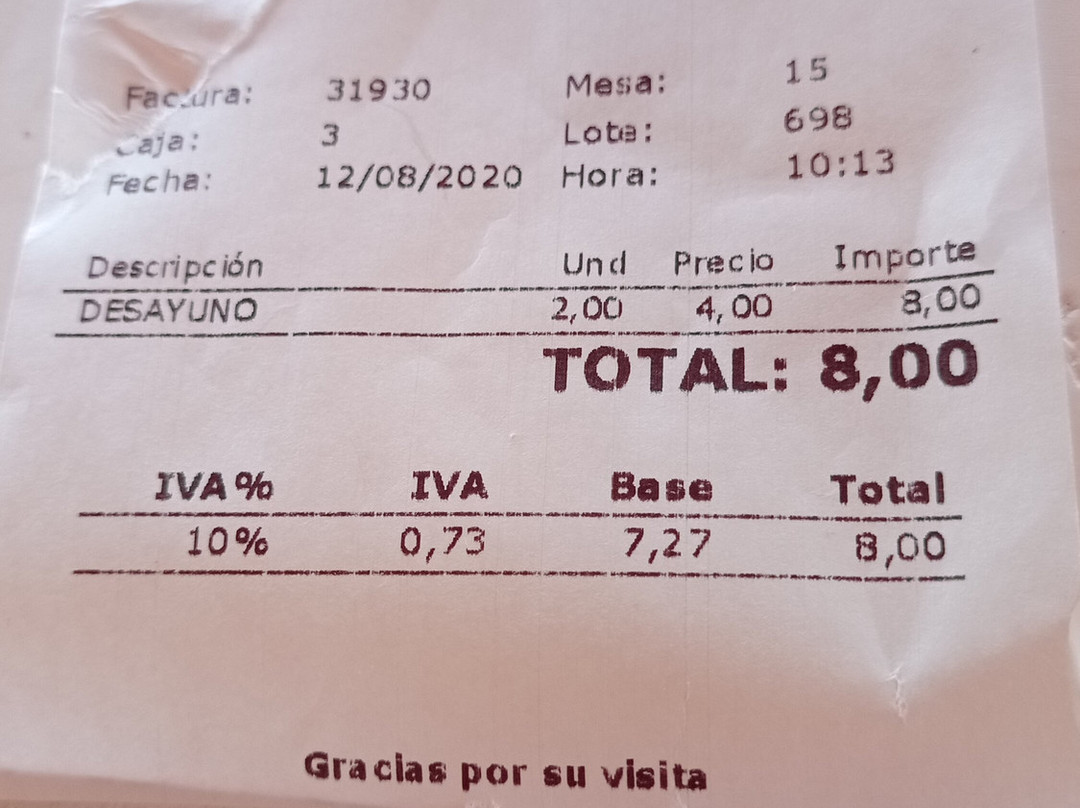 Factura: 31930 Mesa: 15
Caja: 3 Lote: 698
Fecha: 12/08/2020 Hora: 10:13
Descripción Und Precio Importe
DESAYUNO 2,00 4,00 8,00
TOTAL: 8,00
IVA% IVA Base Total
10% 0,73 7,27 8,00
Gracias por su visita